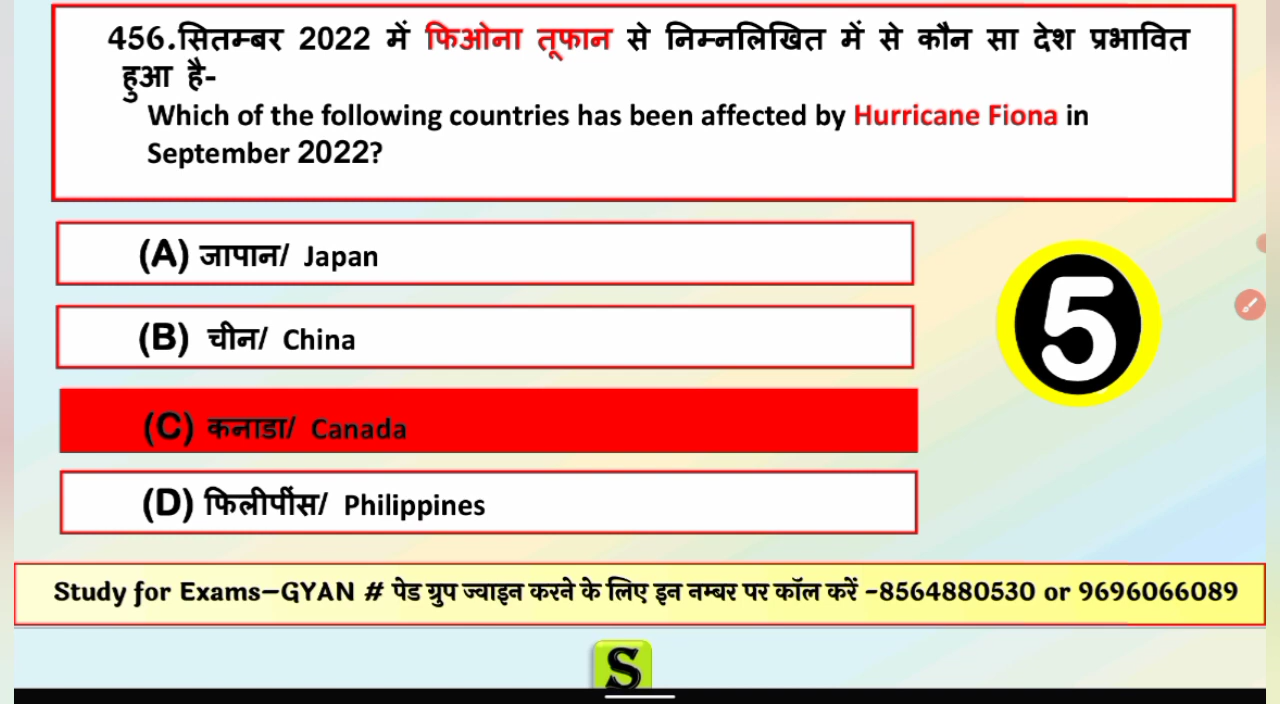 456.सितम्बर 2022 में फिओना तूफान से निम्नलिखित में से कौन सा देश प्रभावित
हुआ है-
Which of the following countries has been affected by Hurricane Fiona in
September 2022?
(A) जापान/ Japan
(B) चीन/ China
(C) कनाडा/ Canada
(D) फिलीपींस/ Philippines
5
Study for Exams–GYAN # पेड ग्रुप ज्वाइन करने के लिए इन नम्बर पर कॉल करें -8564880530 or 9696066089
S